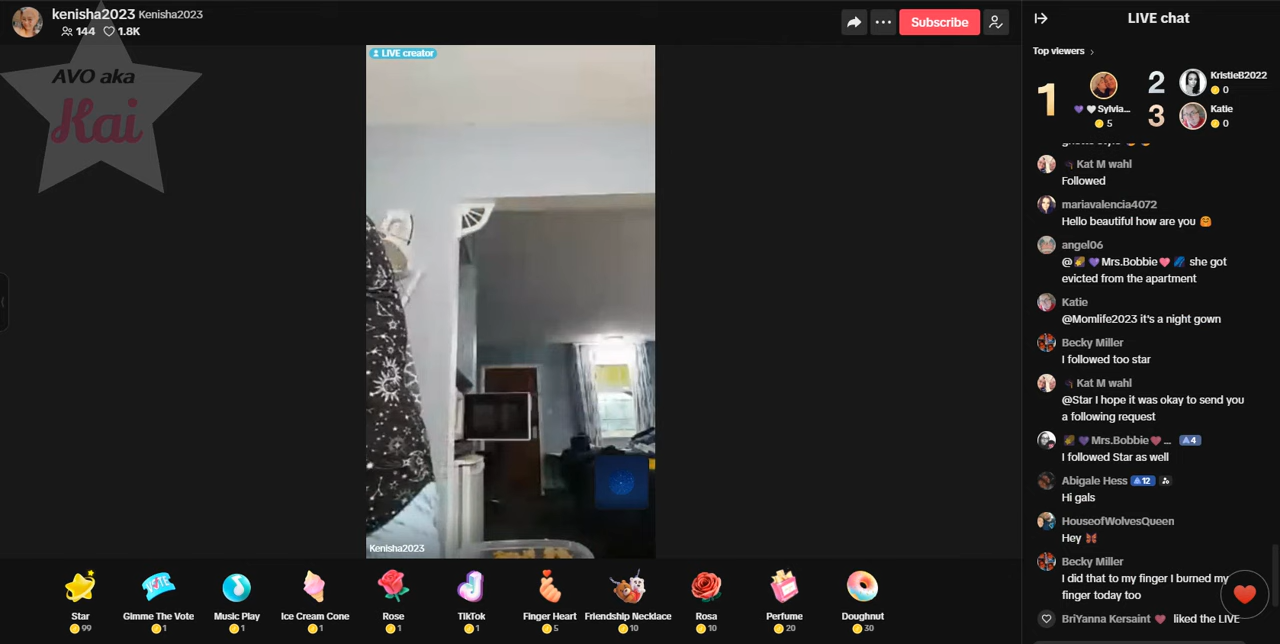 kenisha2023 Kenisha2023
144 1.8K
Subscribe
AVO aka
Kai
LIVE creator
Kenisha2023
Star
99
Gimme The Vote
1
Music Play
1
Ice Cream Cone
1
Rose
1
TikTok
1
Finger Heart
5
Friendship Necklace
10
Rosa
10
Perfume
20
Doughnut
30
LIVE chat
Top viewers
1
Sylvia...
5
2
KristieB2022
0
3
Katie
0
Kat M wahl
Followed
mariavalencia4072
Hello beautiful how are you 🤗
angel06
@🌠💜Mrs.Bobbie❤️ she got
evicted from the apartment
Katie
@Momlife2023 it's a night gown
Becky Miller
I followed too star
Kat M wahl
@Star I hope it was okay to send you
a following request
Mrs.Bobbie ... 4
I followed Star as well
Abigale Hess 12
Hi gals
HouseofWolvesQueen
Hey
Becky Miller
I did that to my finger I burned my
finger today too
BriYanna Kersaint liked the LIVE